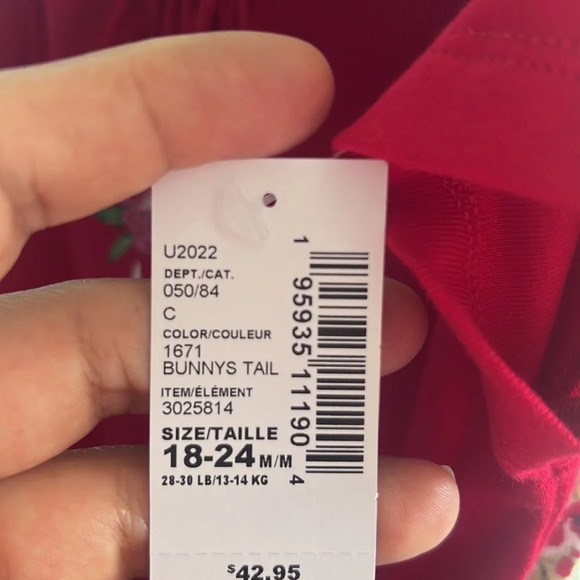 U2022
DEPT./CAT.
050/84
C
COLOR/COULEUR
1671
BUNNYS TAIL
ITEM/ÉLÉMENT
3025814
SIZE/TAILLE
18-24 M/M
28-30 LB/13-14 KG
1 95935 11190 4
$42.95